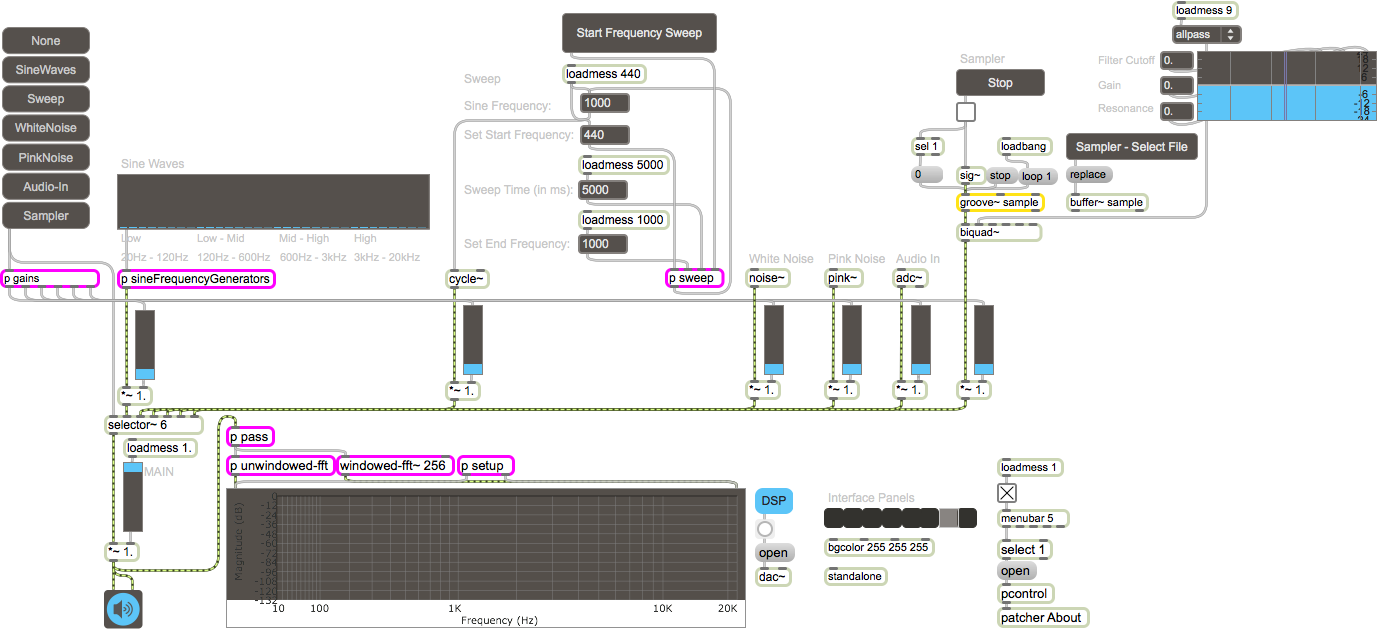 None
SineWaves
Sweep
WhiteNoise
PinkNoise
Audio-In
Sampler
p gains
Sine Waves
Low
Low - Mid
Mid - High
High
20Hz - 120Hz
120Hz - 600Hz
600Hz - 3kHz
3kHz - 20kHz
p sineFrequencyGenerators
Start Frequency Sweep
loadmess 440
Sweep
Sine Frequency:
1000
Set Start Frequency:
440
loadmess 5000
Sweep Time (in ms):
5000
loadmess 1000
Set End Frequency:
1000
cycle~
p sweep
White Noise
Pink Noise
Audio In
noise~
pink~
adc~
Sampler
Stop
sel 1
0
loadbang
sig~
stop
loop 1
groove~ sample
biquad~
Sampler - Select File
replace
buffer~ sample
loadmess 9
allpass
Filter Cutoff
0.
Gain
0.
Resonance
0.
-6
-12
-18
*~ 1.
*~ 1.
*~ 1.
*~ 1.
*~ 1.
*~ 1.
selector~ 6
loadmess 1.
MAIN
*~ 1.
p pass
p unwindowed-fft
windowed-fft~ 256
p setup
Magnitude (dB)
0
-12
-24
-36
-48
-60
-72
-84
-96
-108
-120
-132
10
100
1K
10K
20K
Frequency (Hz)
DSP
open
dac~
Interface Panels
bgcolor 255 255 255
standalone
loadmess 1
menubar 5
select 1
open
pcontrol
patcher About